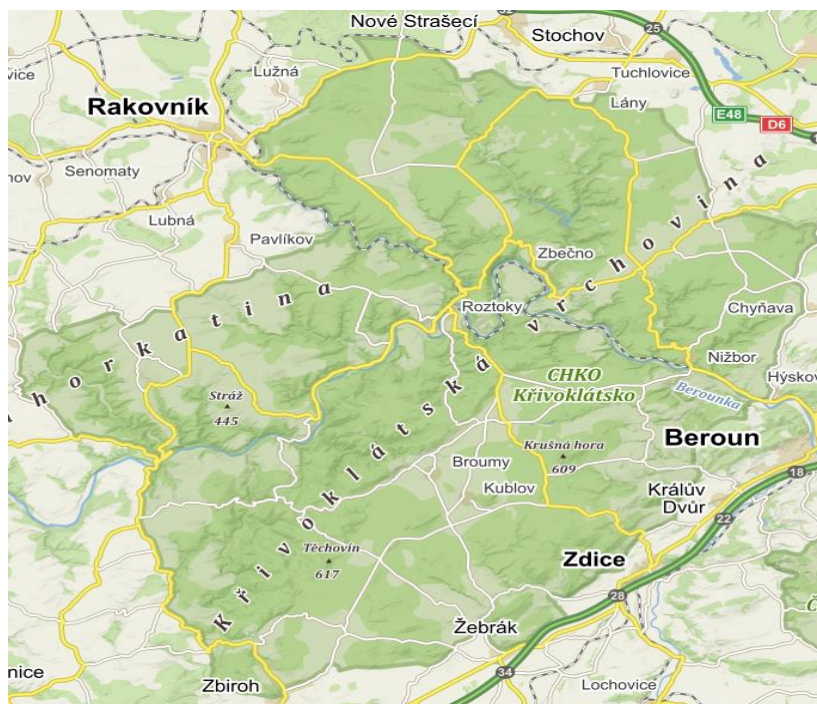 Nové Strašecí
32
25
Stochov
vice
Lužná
Tuchlovice
Lány
Rakovník
E48
D6
Senomaty
nov
Lubná
Pavlíkov
Zbečno
Roztoky
Chyňava
horkatina
Křivoklátská vrchovina
Nižbor
CHKO
Křivoklátsko
Hýskov
Berounka
Stráž
445
Beroun
Krušná hora
609
Broumy
18
Kublov
Králův
Dvůr
22
Těchovín
617
Zdice
28
Žebrák
34
nice
Zbiroh
Lochovice
Č